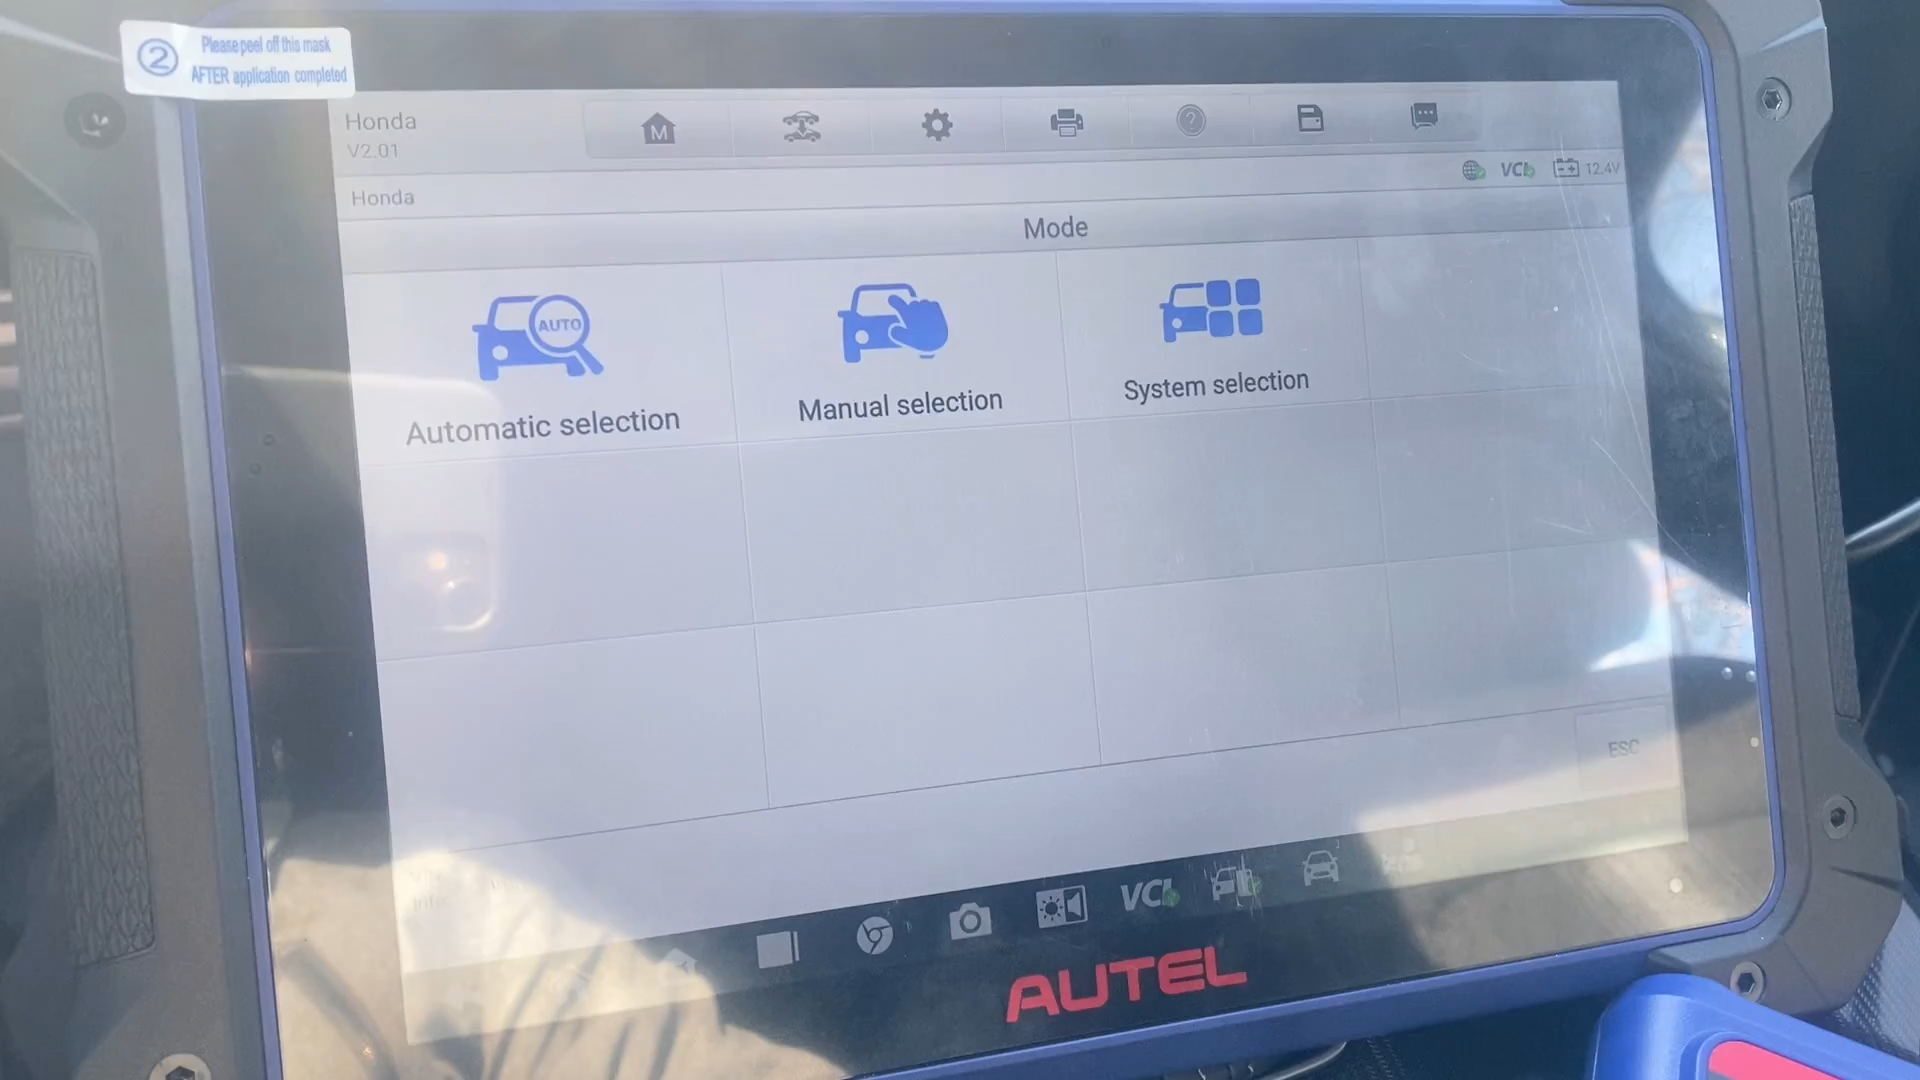 ② Please peel off this mask
AFTER application completed
Honda
V2.01
M
?
VCI
12.4V
Honda
Mode
AUTO
Automatic selection
Manual selection
System selection
ESC
VCI
AUTEL